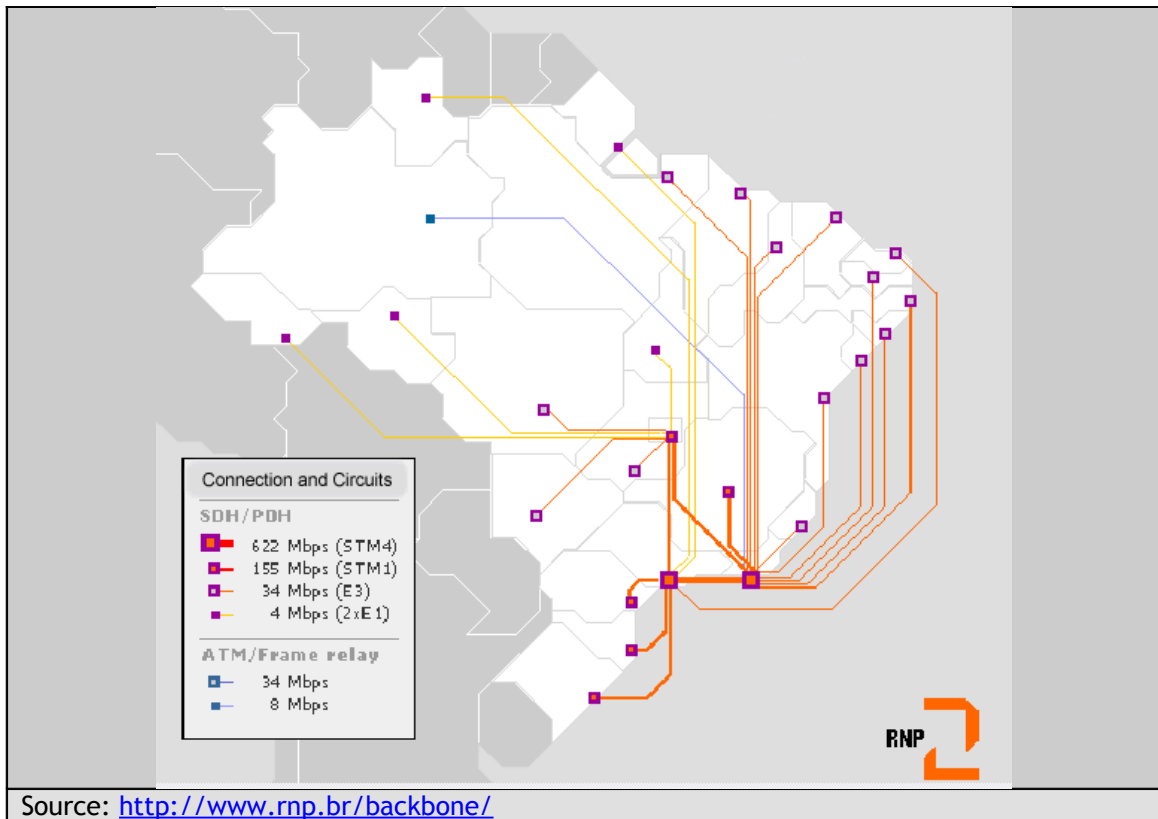 Connection and Circuits
SDH/PDH
622 Mbps (STM4)
155 Mbps (STM1)
34 Mbps (E3)
4 Mbps (2xE1)
ATM/Frame relay
34 Mbps
8 Mbps
RNP
Source: http://www.rnp.br/backbone/